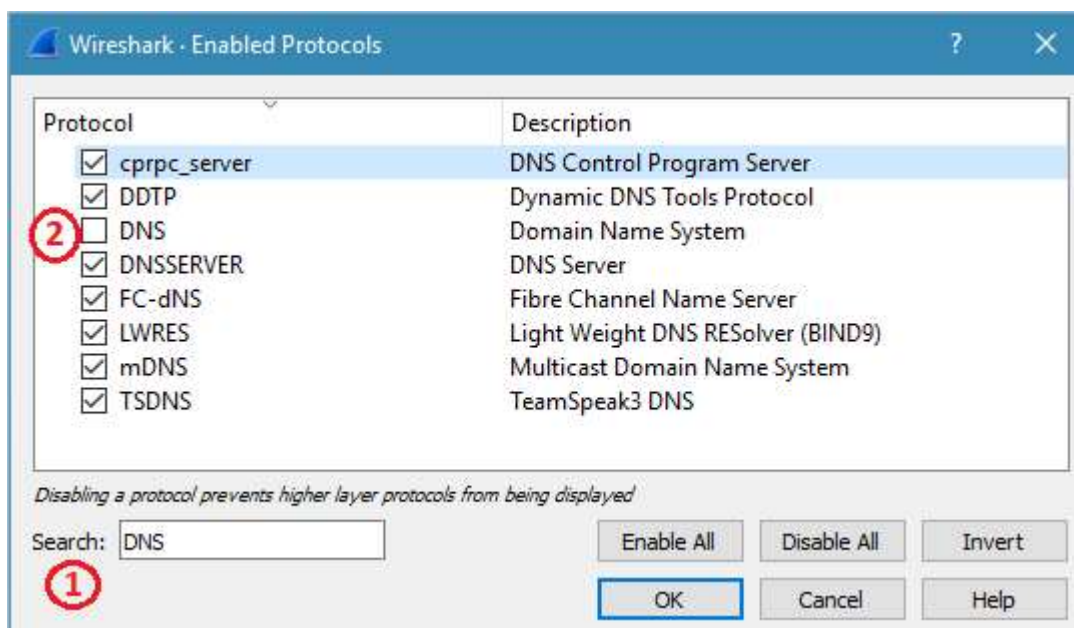 Wireshark · Enabled Protocols ? ×
Protocol Description
cprpc_server DNS Control Program Server
DDTP Dynamic DNS Tools Protocol
2 DNS Domain Name System
DNSSERVER DNS Server
FC-dNS Fibre Channel Name Server
LWRES Light Weight DNS RESolver (BIND9)
mDNS Multicast Domain Name System
TSDNS TeamSpeak3 DNS
Disabling a protocol prevents higher layer protocols from being displayed
Search: DNS Enable All Disable All Invert
1 OK Cancel Help